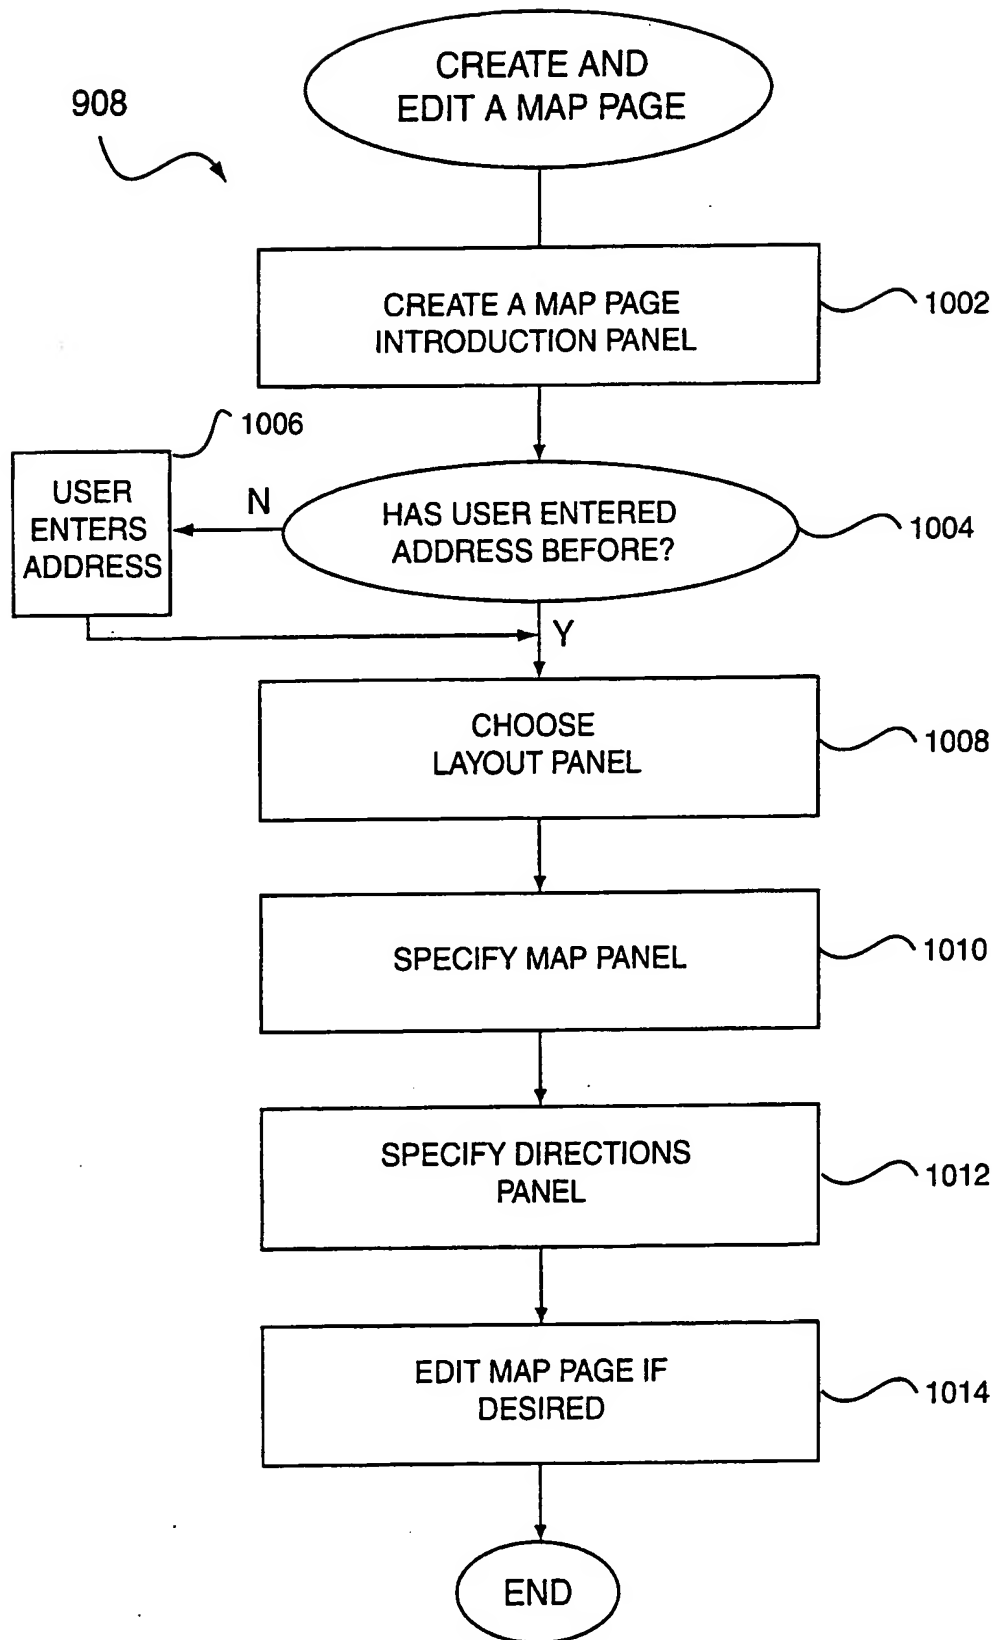 CREATE AND
EDIT A MAP PAGE
908
CREATE A MAP PAGE
INTRODUCTION PANEL
1002
1006
USER
ENTERS
ADDRESS
N
HAS USER ENTERED
ADDRESS BEFORE?
1004
Y
CHOOSE
LAYOUT PANEL
1008
SPECIFY MAP PANEL
1010
SPECIFY DIRECTIONS
PANEL
1012
EDIT MAP PAGE IF
DESIRED
1014
END